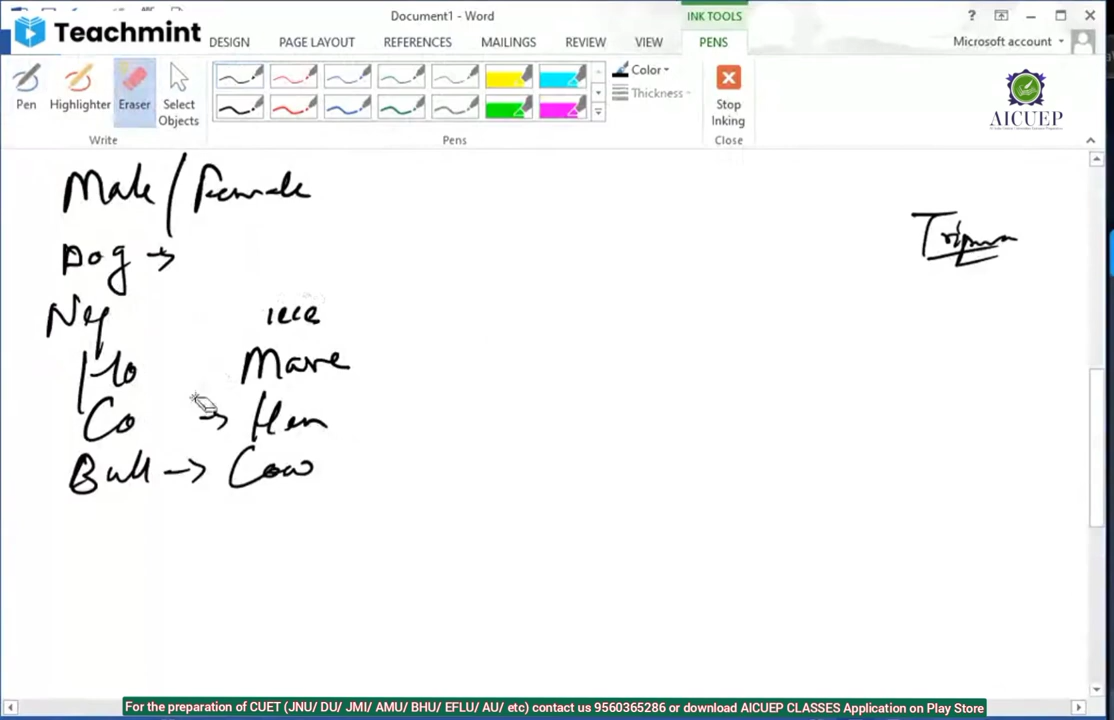 Document1 - Word
INK TOOLS
Teachmint
DESIGN
PAGE LAYOUT
REFERENCES
MAILINGS
REVIEW
VIEW
PENS
Microsoft account
Pen
Highlighter
Eraser
Select Objects
Color
Thickness
Stop Inking
Write
Pens
Close
AICUEP
Male / Female
Tripura
Dog →
Nep iece
Ho Mare
Co → Hen
Bull → Cow
For the preparation of CUET (JNU/ DU/ JMI/ AMU/ BHU/ EFLU/ AU/ etc) contact us 9560365286 or download AICUEP CLASSES Application on Play Store